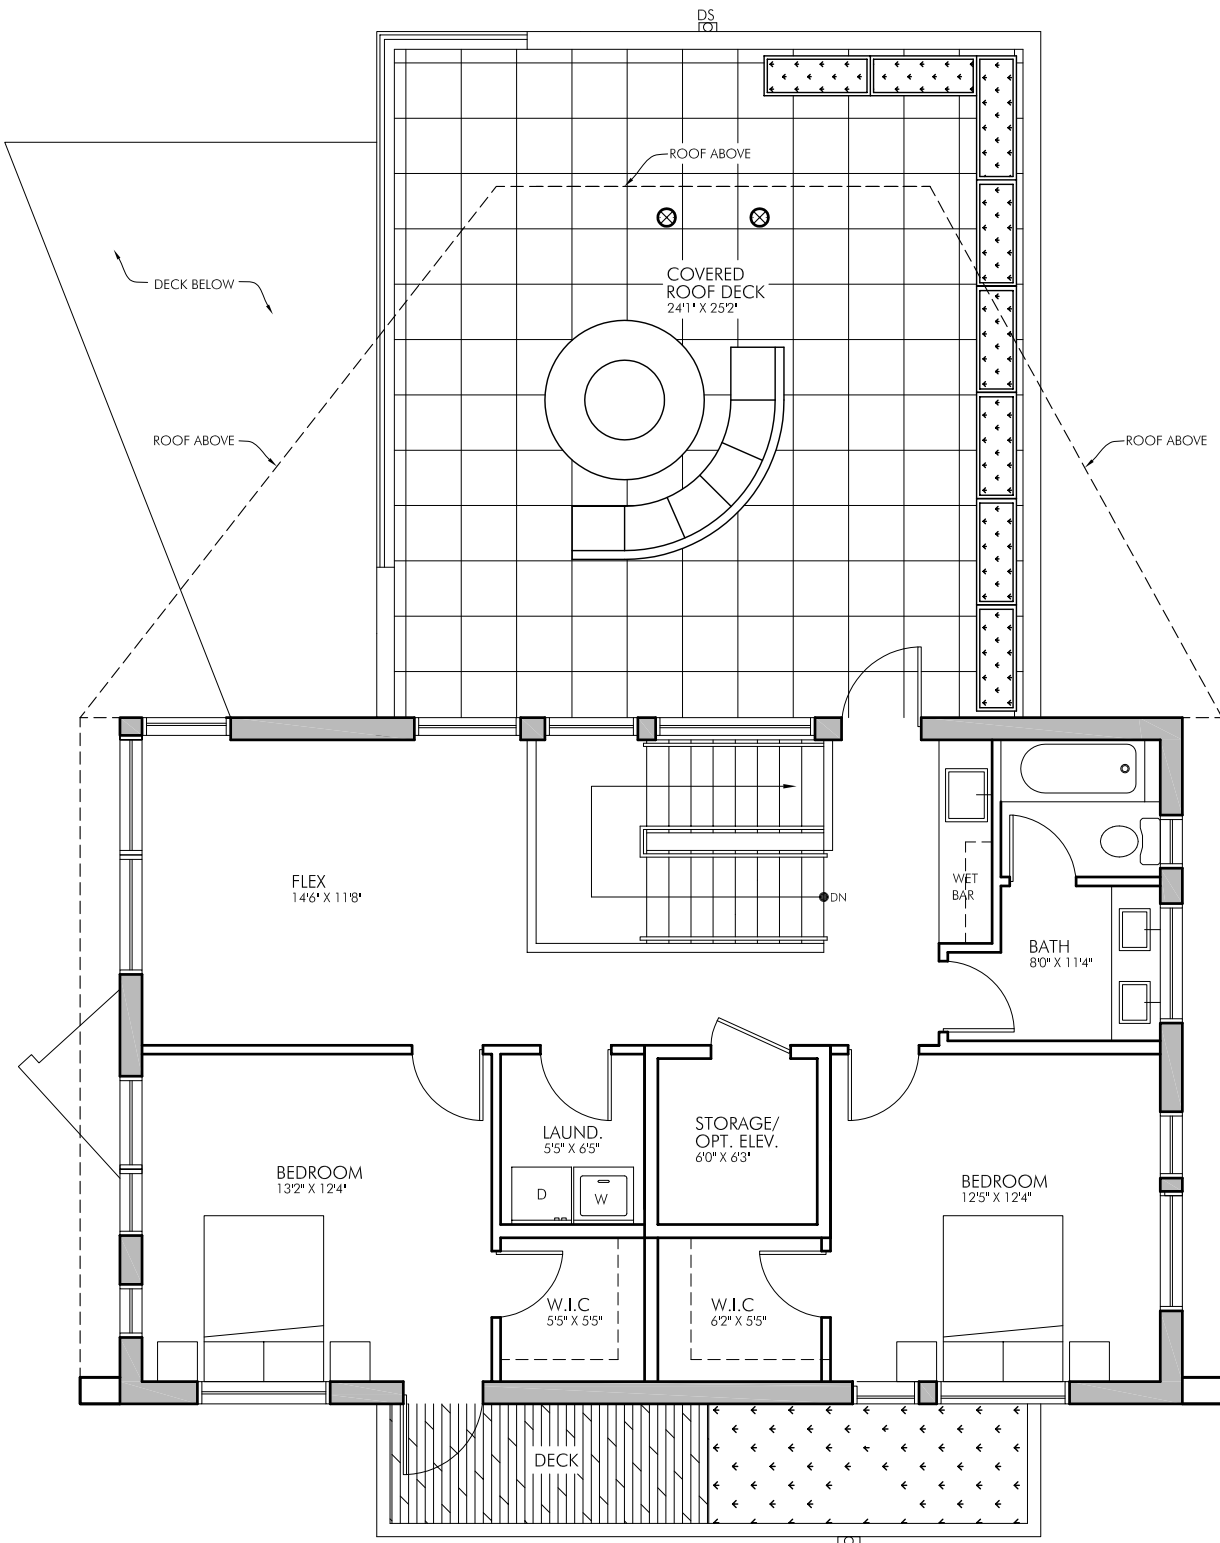 DS
ROOF ABOVE
COVERED
ROOF DECK
24'1" X 25'2"
DECK BELOW
ROOF ABOVE
ROOF ABOVE
FLEX
14'6" X 11'8"
WET
BAR
DN
BATH
8'0" X 11'4"
LAUND.
5'5" X 6'5"
STORAGE/
OPT. ELEV.
6'0" X 6'3"
BEDROOM
13'2" X 12'4"
BEDROOM
12'5" X 12'4"
D
W
W.I.C
5'5" X 5'5"
W.I.C
6'2" X 5'5"
DECK